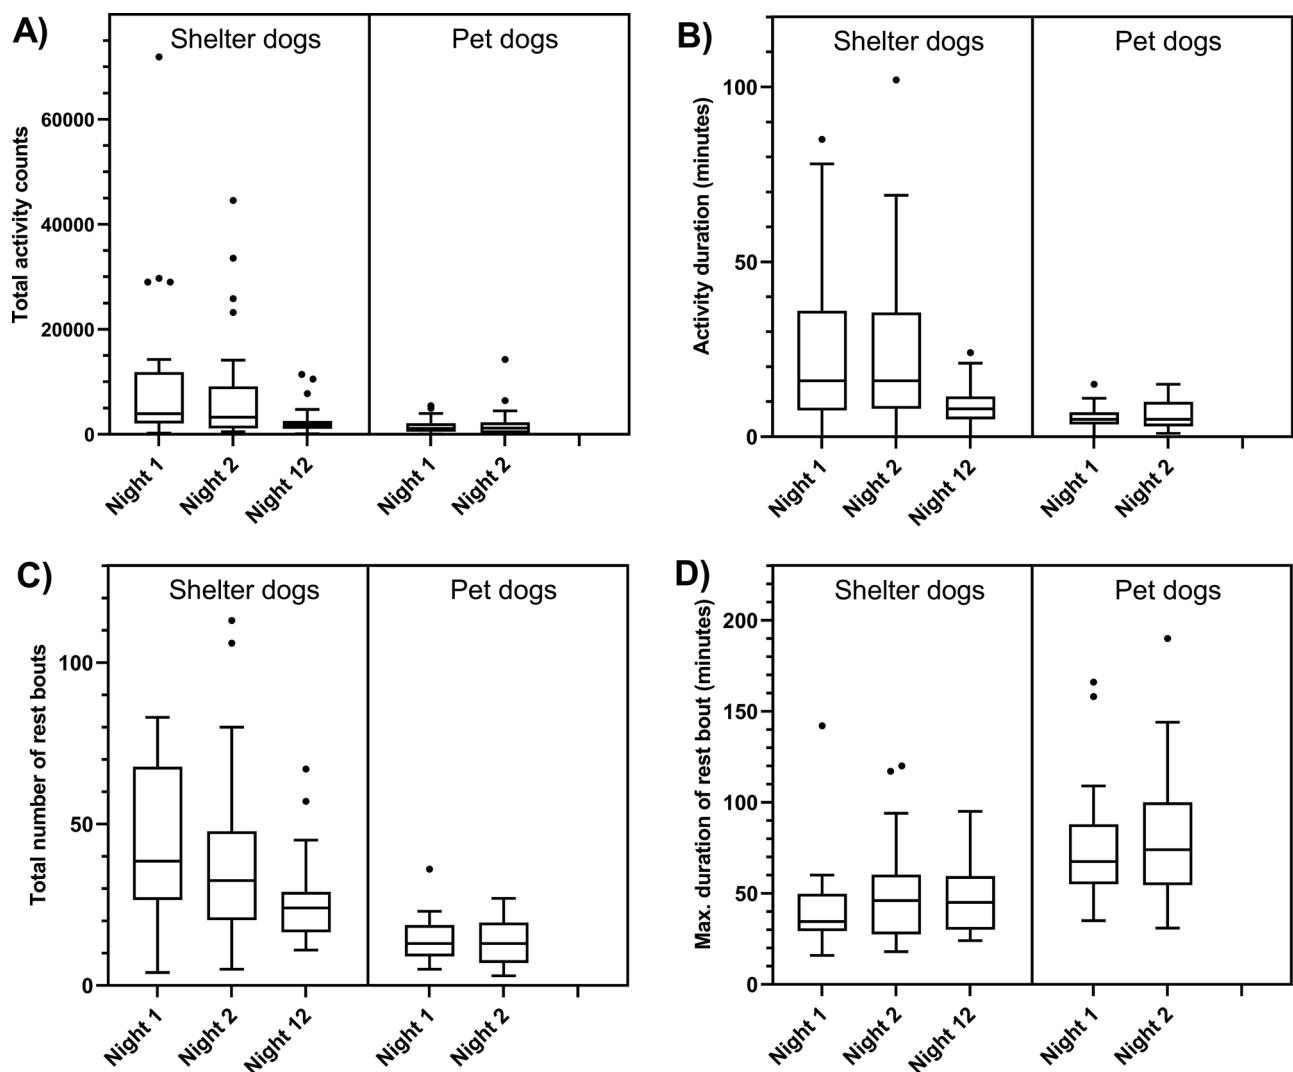 A)
Shelter dogs
Pet dogs
Total activity counts
60000
40000
20000
0
Night 1
Night 2
Night 12
Night 1
Night 2
B)
Shelter dogs
Pet dogs
Activity duration (minutes)
100
50
0
Night 1
Night 2
Night 12
Night 1
Night 2
C)
Shelter dogs
Pet dogs
Total number of rest bouts
100
50
0
Night 1
Night 2
Night 12
Night 1
Night 2
D)
Shelter dogs
Pet dogs
Max. duration of rest bout (minutes)
200
150
100
50
0
Night 1
Night 2
Night 12
Night 1
Night 2